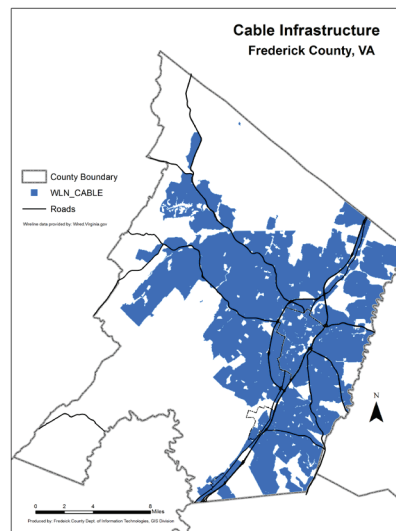 Cable Infrastructure
Frederick County, VA
County Boundary
WLN_CABLE
Roads
Wireline data provided by: Wired Virginia.gov
N
0 2 4 8
Miles
Produced by: Frederick County Dept. of Information Technologies, GIS Division